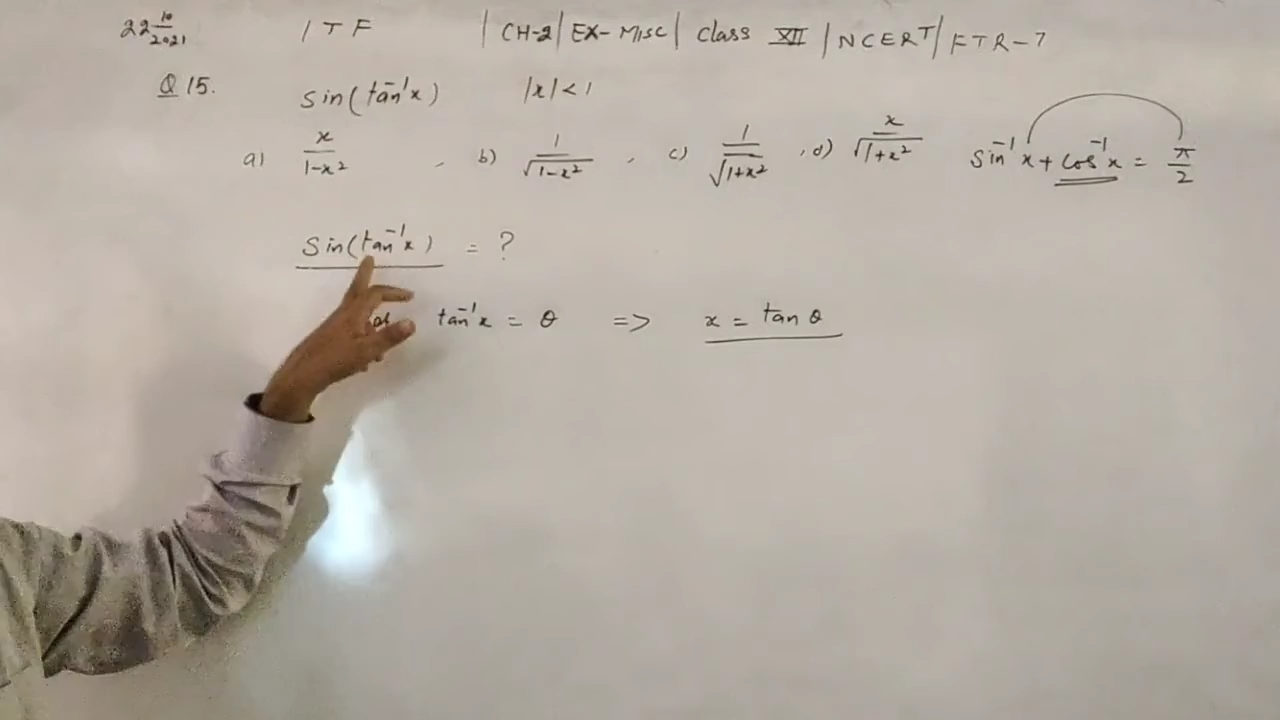 22 10/2021 ITF | CH-2 | EX- MISC | Class XII | NCERT | FTR-7
Q 15. sin(tan⁻¹x) |x|<1
a) x/1-x² , b) 1/√1-x² , c) 1/√1+x² , d) x/√1+x² sin⁻¹x + cos⁻¹x = π/2
sin(tan⁻¹x) = ?
tan⁻¹x = θ => x = tan θ